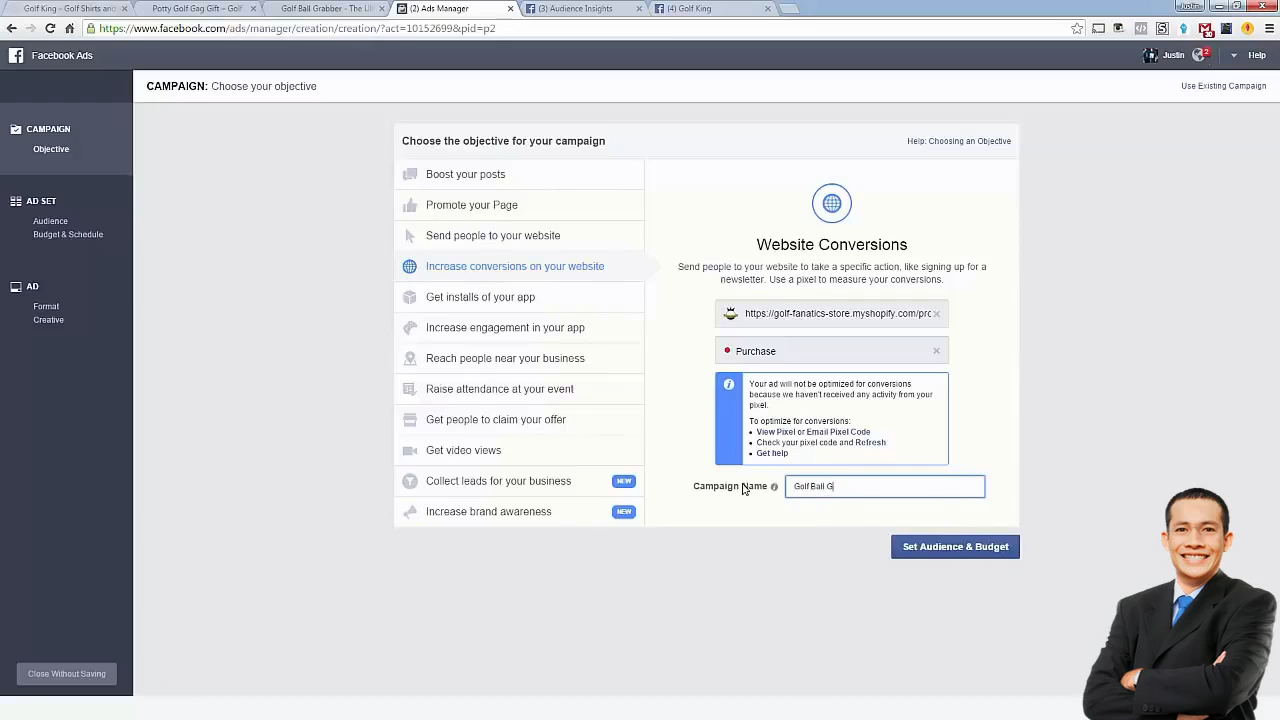 Golf King – Golf Shirts and
Potty Golf Gag Gift – Golf
Golf Ball Grabber - The Ul
(2) Ads Manager
(3) Audience Insights
(4) Golf King
Justin
https://www.facebook.com/ads/manager/creation/creation/?act=10152699&pid=p2
30
Facebook Ads
Justin
2
Help
CAMPAIGN: Choose your objective
Use Existing Campaign
CAMPAIGN
Objective
AD SET
Audience
Budget & Schedule
AD
Format
Creative
Close Without Saving
Choose the objective for your campaign
Help: Choosing an Objective
Boost your posts
Promote your Page
Send people to your website
Increase conversions on your website
Get installs of your app
Increase engagement in your app
Reach people near your business
Raise attendance at your event
Get people to claim your offer
Get video views
Collect leads for your business NEW
Increase brand awareness NEW
Website Conversions
Send people to your website to take a specific action, like signing up for a
newsletter. Use a pixel to measure your conversions.
https://golf-fanatics-store.myshopify.com/prc
Purchase
Your ad will not be optimized for conversions
because we haven't received any activity from your
pixel.
To optimize for conversions:
• View Pixel or Email Pixel Code
• Check your pixel code and Refresh
• Get help
Campaign Name Golf Ball G
Set Audience & Budget